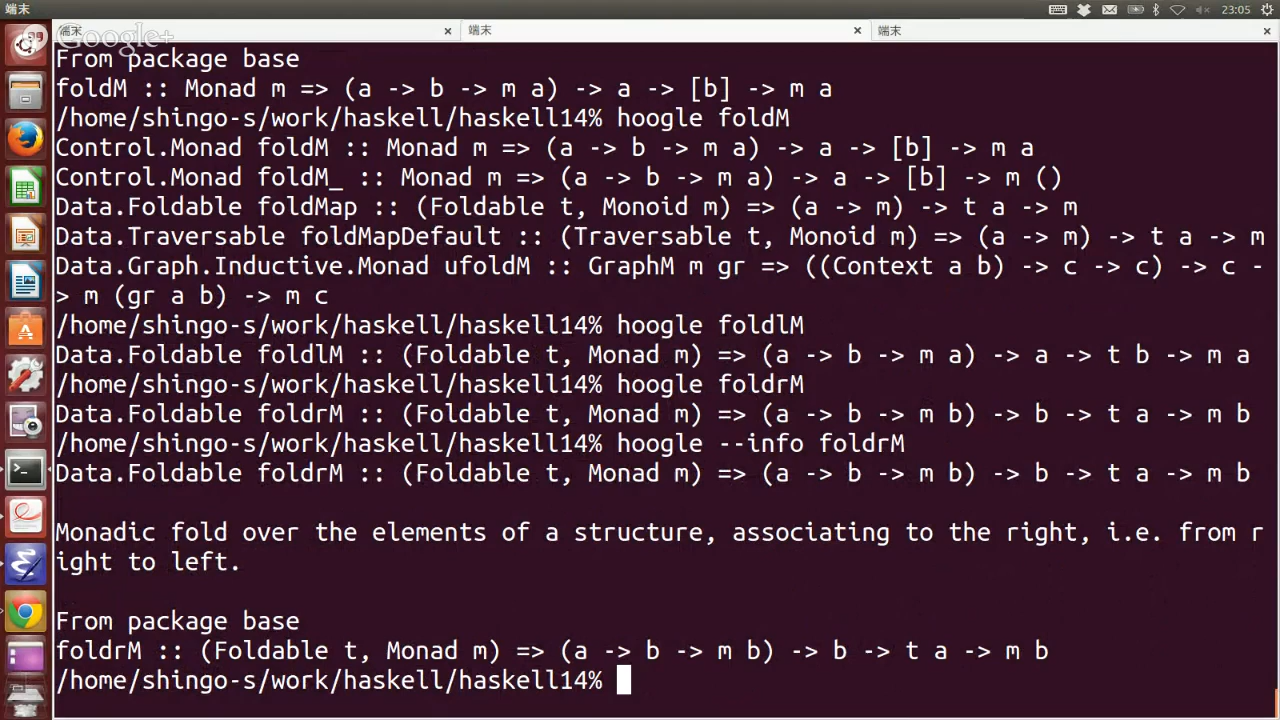 端末
23:05
端末 × 端末 × 端末 ×
Google+
From package base
foldM :: Monad m => (a -> b -> m a) -> a -> [b] -> m a
/home/shingo-s/work/haskell/haskell14% hoogle foldM
Control.Monad foldM :: Monad m => (a -> b -> m a) -> a -> [b] -> m a
Control.Monad foldM_ :: Monad m => (a -> b -> m a) -> a -> [b] -> m ()
Data.Foldable foldMap :: (Foldable t, Monoid m) => (a -> m) -> t a -> m
Data.Traversable foldMapDefault :: (Traversable t, Monoid m) => (a -> m) -> t a -> m
Data.Graph.Inductive.Monad ufoldM :: GraphM m gr => ((Context a b) -> c -> c) -> c -
> m (gr a b) -> m c
/home/shingo-s/work/haskell/haskell14% hoogle foldlM
Data.Foldable foldlM :: (Foldable t, Monad m) => (a -> b -> m a) -> a -> t b -> m a
/home/shingo-s/work/haskell/haskell14% hoogle foldrM
Data.Foldable foldrM :: (Foldable t, Monad m) => (a -> b -> m b) -> b -> t a -> m b
/home/shingo-s/work/haskell/haskell14% hoogle --info foldrM
Data.Foldable foldrM :: (Foldable t, Monad m) => (a -> b -> m b) -> b -> t a -> m b
Monadic fold over the elements of a structure, associating to the right, i.e. from r
ight to left.
From package base
foldrM :: (Foldable t, Monad m) => (a -> b -> m b) -> b -> t a -> m b
/home/shingo-s/work/haskell/haskell14%